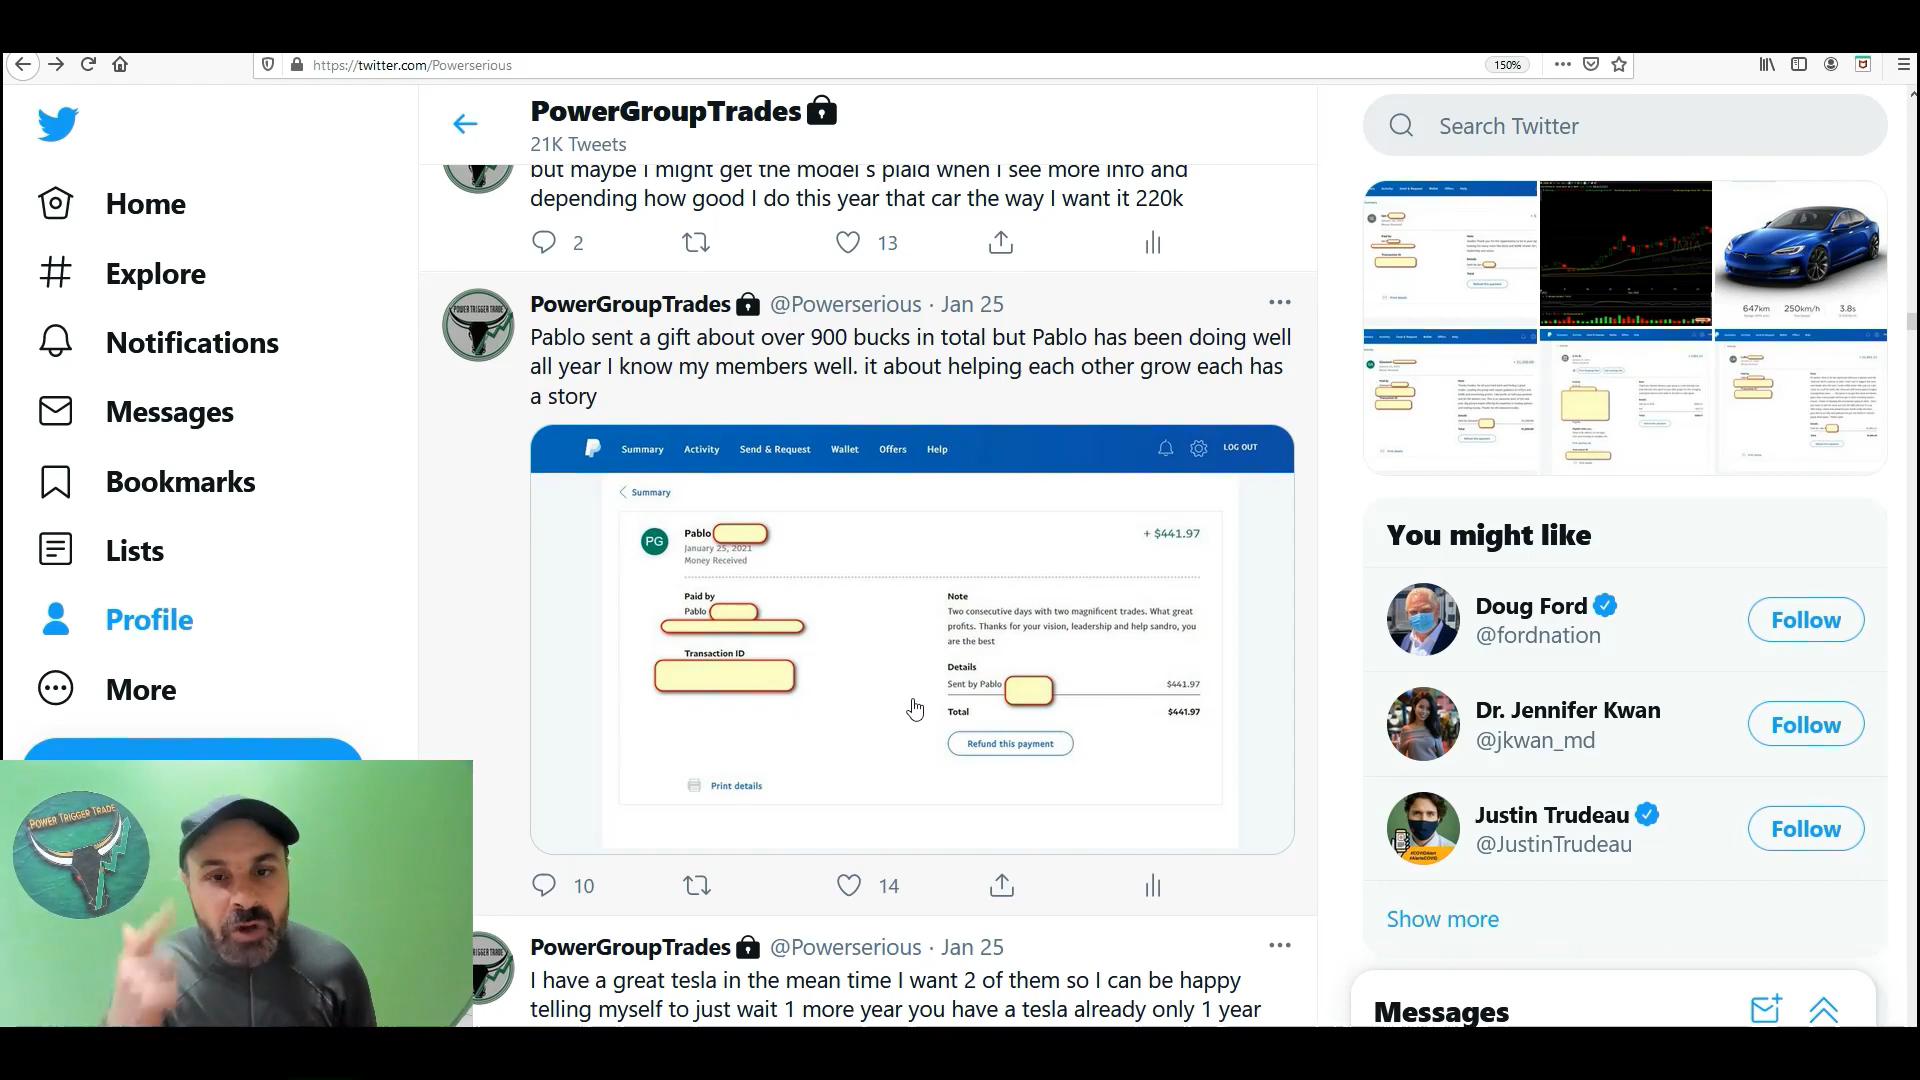 https://twitter.com/Powerserious
150%
PowerGroupTrades
21K Tweets
Search Twitter
Home
Explore
Notifications
Messages
Bookmarks
Lists
Profile
More
but maybe I might get the model s plaid when I see more info and
depending how good I do this year that car the way I want it 220k
2
13
PowerGroupTrades @Powerserious · Jan 25
Pablo sent a gift about over 900 bucks in total but Pablo has been doing well
all year I know my members well. it about helping each other grow each has
a story
Summary Activity Send & Request Wallet Offers Help LOG OUT
Summary
PG
Pablo
+ $441.97
January 25, 2021
Money Received
Paid by
Pablo
Transaction ID
Note
Two consecutive days with two magnificent trades. What great
profits. Thanks for your vision, leadership and help sandro, you
are the best
Details
Sent by Pablo $441.97
Total $441.97
Refund this payment
Print details
10
14
PowerGroupTrades @Powerserious · Jan 25
I have a great tesla in the mean time I want 2 of them so I can be happy
telling myself to just wait 1 more year you have a tesla already only 1 year
647km 250km/h 3.8s
You might like
Doug Ford
@fordnation
Follow
Dr. Jennifer Kwan
@jkwan_md
Follow
Justin Trudeau
@JustinTrudeau
Follow
Show more
Messages
POWER TRIGGER TRADE